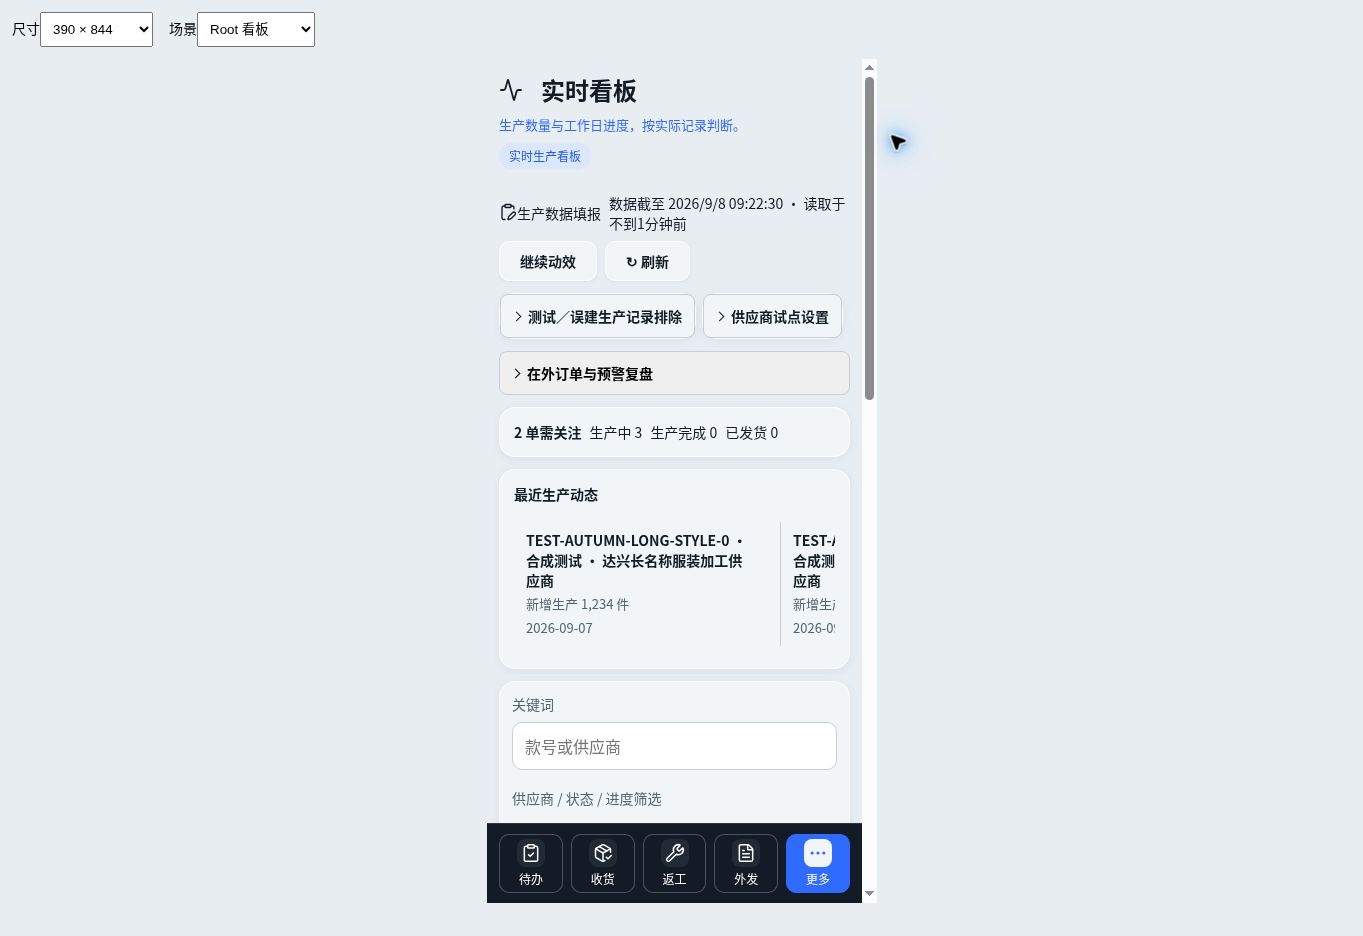 尺寸 390 × 844 场景 Root 看板
实时看板
生产数量与工作日进度，按实际记录判断。
实时生产看板
生产数据填报
数据截至 2026/9/8 09:22:30 · 读取于
不到1分钟前
继续动效 ↻ 刷新
测试／误建生产记录排除 供应商试点设置
在外订单与预警复盘
2 单需关注 生产中 3 生产完成 0 已发货 0
最近生产动态
TEST-AUTUMN-LONG-STYLE-0 ·
合成测试 · 达兴长名称服装加工供
应商
新增生产 1,234 件
2026-09-07
TEST-
合成测
应商
新增生
2026-09
关键词
款号或供应商
供应商 / 状态 / 进度筛选
待办 收货 返工 外发 更多